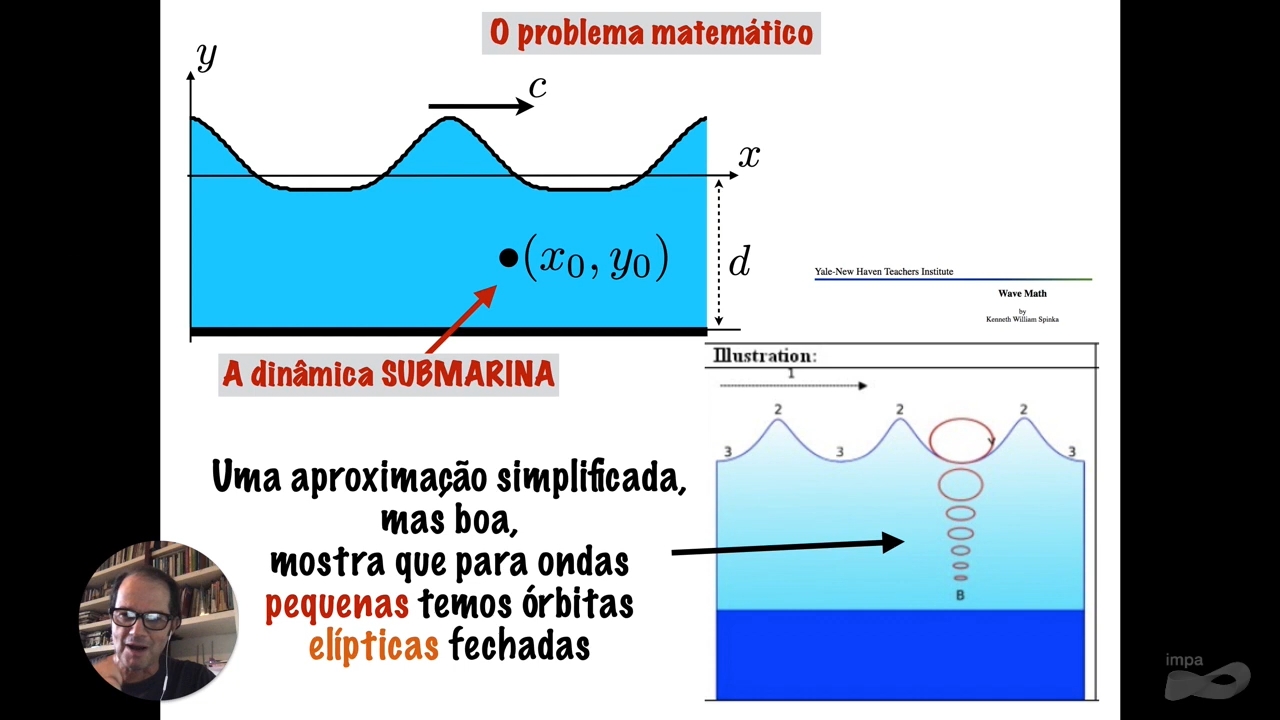 O problema matemático
y
c
x
(x₀, y₀)
d
A dinâmica SUBMARINA
Yale-New Haven Teachers Institute
Wave Math
by
Kenneth William Spinka
Illustration:
1
2 2 2
3 3 3
B
Uma aproximação simplificada,
mas boa,
mostra que para ondas
pequenas temos órbitas
elípticas fechadas
impa